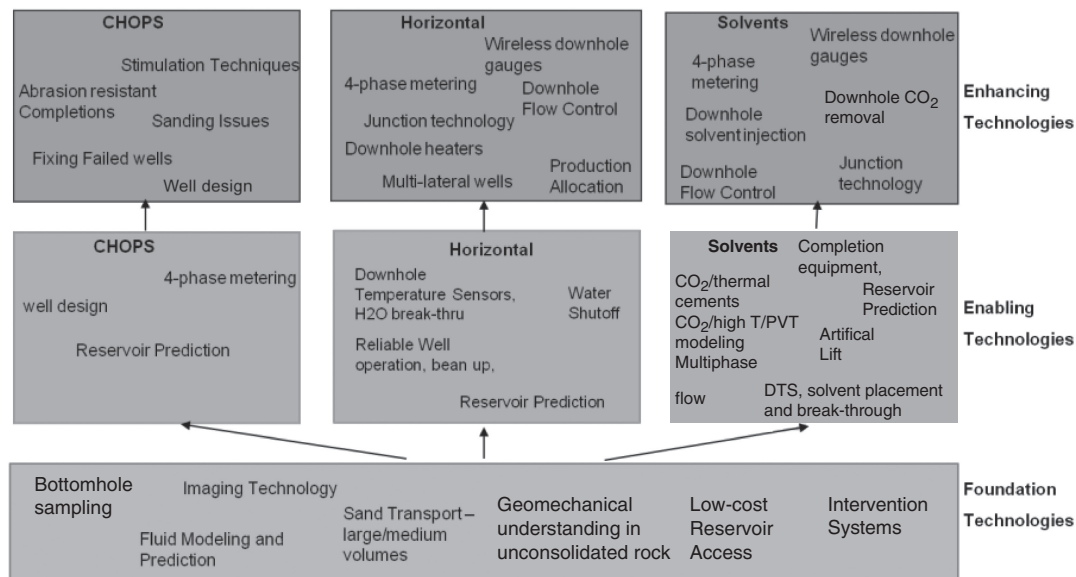 CHOPS
Stimulation Techniques
Abrasion resistant
Completions
Sanding Issues
Fixing Failed wells
Well design
Horizontal
Wireless downhole
gauges
4-phase metering
Downhole
Flow Control
Junction technology
Downhole heaters
Production
Allocation
Multi-lateral wells
Solvents
Wireless downhole
gauges
4-phase
metering
Downhole CO2
removal
Downhole
solvent injection
Junction
technology
Downhole
Flow Control
Enhancing
Technologies
CHOPS
4-phase metering
well design
Reservoir Prediction
Horizontal
Downhole
Temperature Sensors,
H2O break-thru
Water
Shutoff
Reliable Well
operation, bean up,
Reservoir Prediction
Solvents
Completion
equipment,
CO2/thermal
cements
Reservoir
Prediction
CO2/high T/PVT
modeling
Multiphase
flow
Artifical
Lift
DTS, solvent placement
and break-through
Enabling
Technologies
Bottomhole
sampling
Imaging Technology
Fluid Modeling and
Prediction
Sand Transport–
large/medium
volumes
Geomechanical
understanding in
unconsolidated rock
Low-cost
Reservoir
Access
Intervention
Systems
Foundation
Technologies